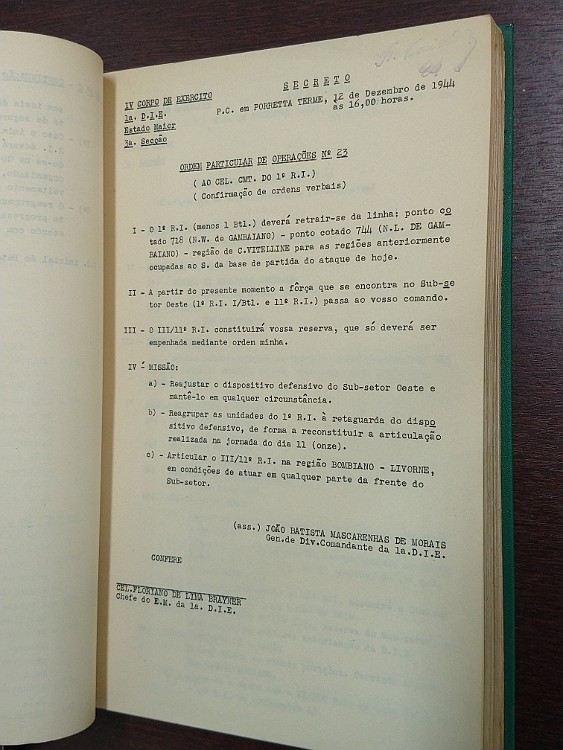 S E C R E T O
IV CORPO DE EXERCITO
1a. D.I.E.
Estado Maior
3a. Secção
P.C. em PORRETTA TERME, 12 de Dezembro de 1944
as 16,00 horas.
ORDEM PARTICULAR DE OPERAÇÕES Nº 23
( AO CEL. CMT. DO 1º R.I.)
( Confirmação de ordens verbais)
I - O 1º R.I. (menos 1 Btl.) deverá retrair-se da linha: ponto co
tado 718 (N.W. de GAMBAIANO) - ponto cotado 744 (N.L. DE GAM-
BAIANO) - região de C.VITELLINE para as regiões anteriormente
ocupadas ao S. da base de partida do ataque de hoje.
II - A partir do presente momento a fôrça que se encontra no Sub-se
tor Oeste (1º R.I. I/Btl. e 11º R.I.) passa ao vosso comando.
III - O III/11º R.I. constituirá vossa reserva, que só deverá ser
empenhada mediante orden minha.
IV - MISSÃO:
a) - Reajustar o dispositivo defensivo do Sub-setor Oeste e
mantê-lo em qualquer circunstância.
b) - Reagrupar as unidades do 1º R.I. à retaguarda do dispo
sitivo defensivo, de forma a reconstituir a articulação
realizada na jornada do dia 11 (onze).
c) - Articular o III/11º R.I. na região BOMBIANO - LIVORNE,
em condições de atuar em qualquer parte da frente do
Sub-setor.
(ass.) JOÃO BATISTA MASCARENHAS DE MORAIS
Gen.de Div.Comandante da 1a.D.I.E.
CONFERE
CEL.FLORIANO DE LIMA BRAYNER
Chefe do E.M. da 1a. D.I.E.